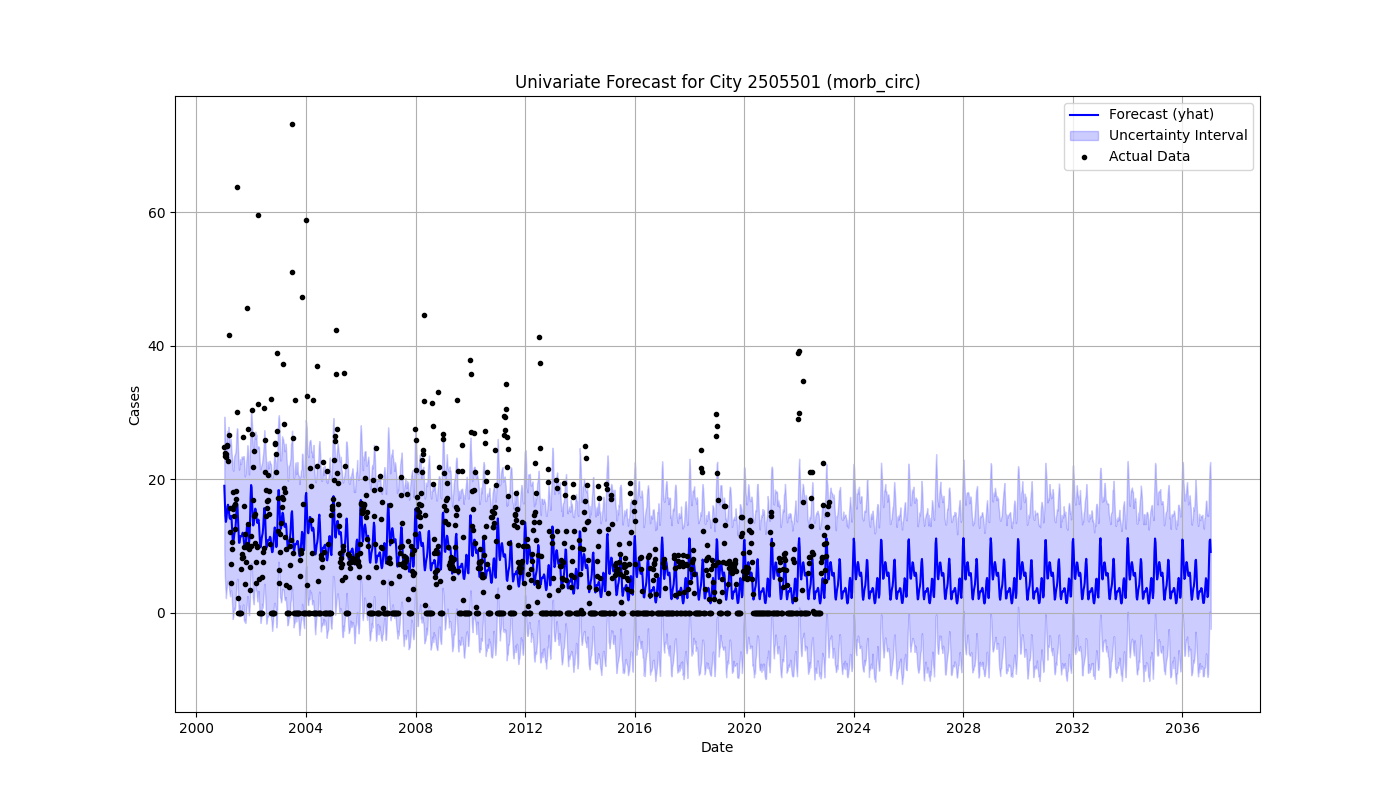 Univariate Forecast for City 2505501 (morb_circ)
Forecast (yhat)
Uncertainty Interval
Actual Data
Cases
60
40
20
0
2000 2004 2008 2012 2016 2020 2024 2028 2032 2036
Date